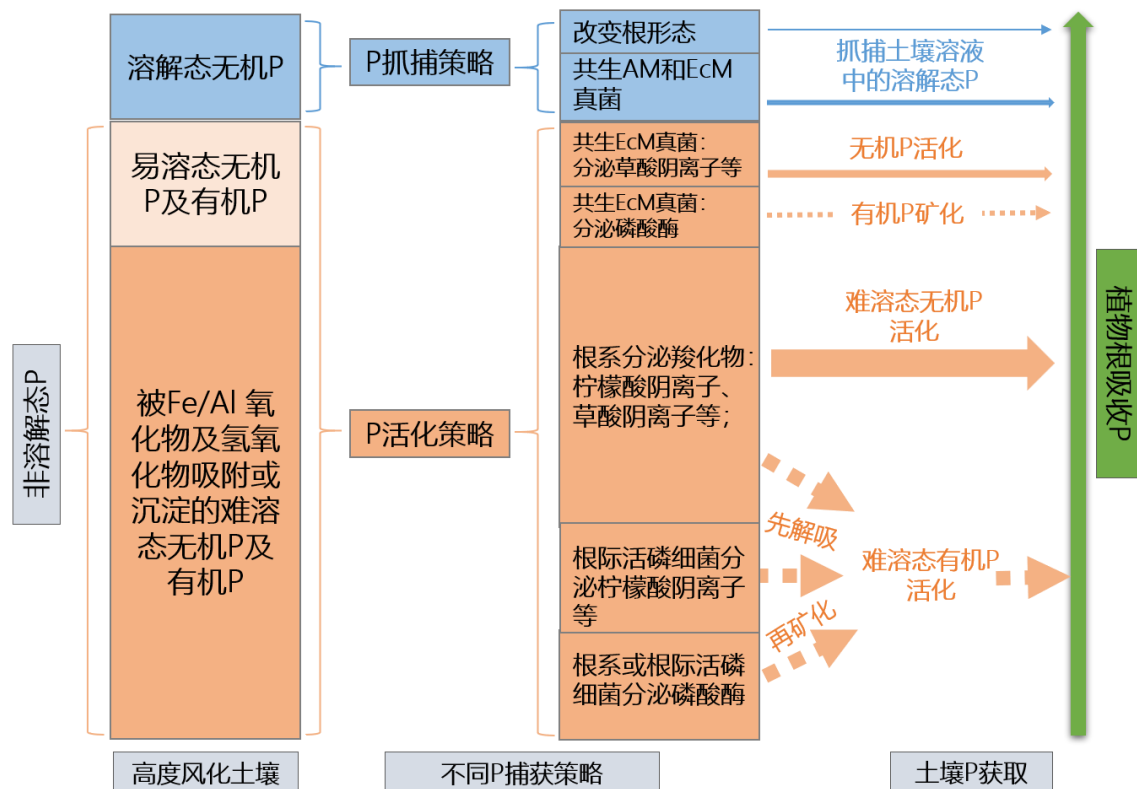 溶解态无机P
P抓捕策略
改变根形态
共生AM和EcM
真菌
抓捕土壤溶液
中的溶解态P
非溶解态P
易溶态无机
P及有机P
被Fe/Al 氧
化物及氢氧
化物吸附或
沉淀的难溶
态无机P及
有机P
P活化策略
共生EcM真菌：
分泌草酸阴离子等
共生EcM真菌：
分泌磷酸酶
根系分泌羧化物：
柠檬酸阴离子、
草酸阴离子等；
根际活磷细菌分
泌柠檬酸阴离子
等
根系或根际活磷
细菌分泌磷酸酶
无机P活化
有机P矿化
难溶态无机P
活化
先解吸
再矿化
难溶态有机P
活化
植物根吸收P
高度风化土壤
不同P捕获策略
土壤P获取